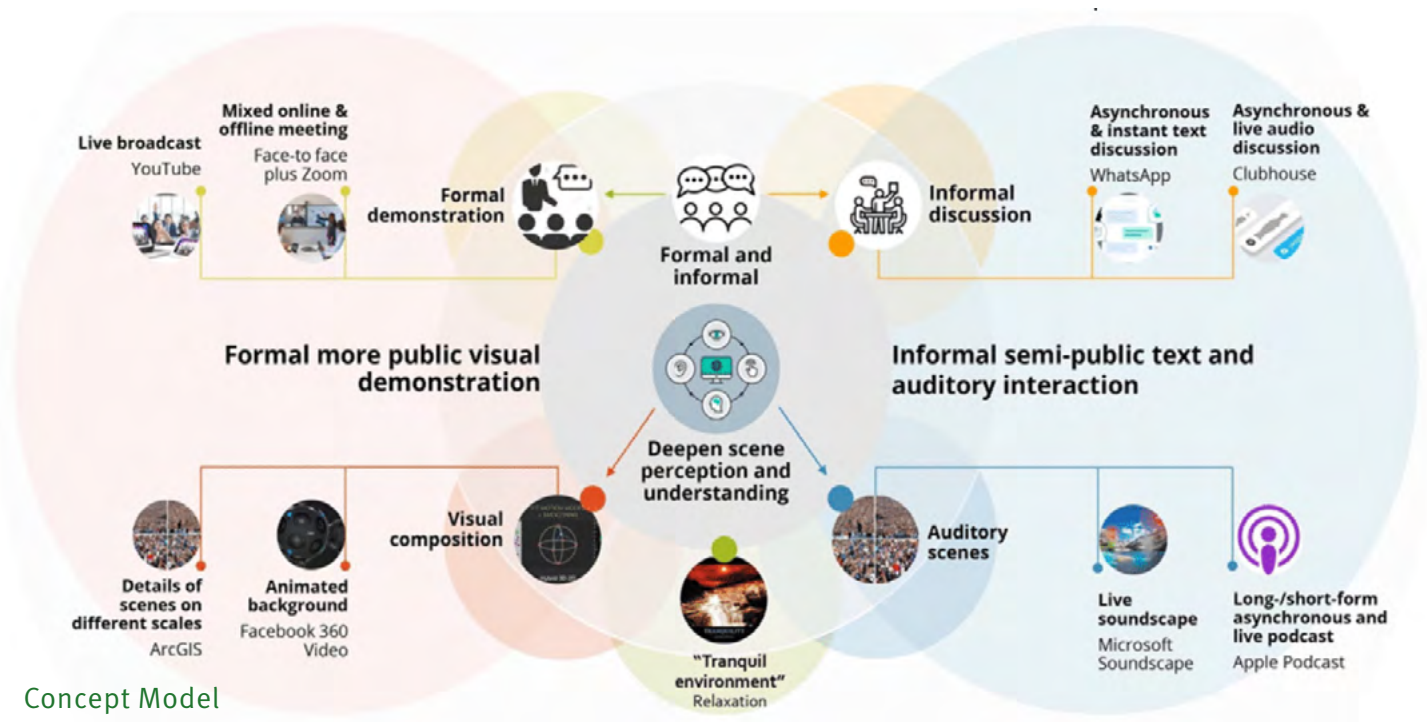 Live broadcast
YouTube
Mixed online &
offline meeting
Face-to face
plus Zoom
Formal
demonstration
Formal and
informal
Informal
discussion
Asynchronous
& instant text
discussion
WhatsApp
Asynchronous &
live audio
discussion
Clubhouse
Formal more public visual
demonstration
Informal semi-public text and
auditory interaction
Deepen scene
perception and
understanding
Details of
scenes on
different scales
ArcGIS
Animated
background
Facebook 360
Video
Visual
composition
"Tranquil
environment"
Relaxation
Auditory
scenes
Live
soundscape
Microsoft
Soundscape
Long-/short-form
asynchronous and
live podcast
Apple Podcast
Concept Model